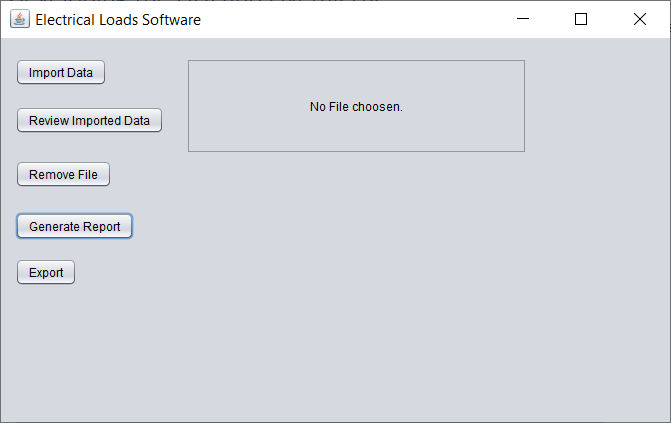 Electrical Loads Software
Import Data
No File choosen.
Review Imported Data
Remove File
Generate Report
Export